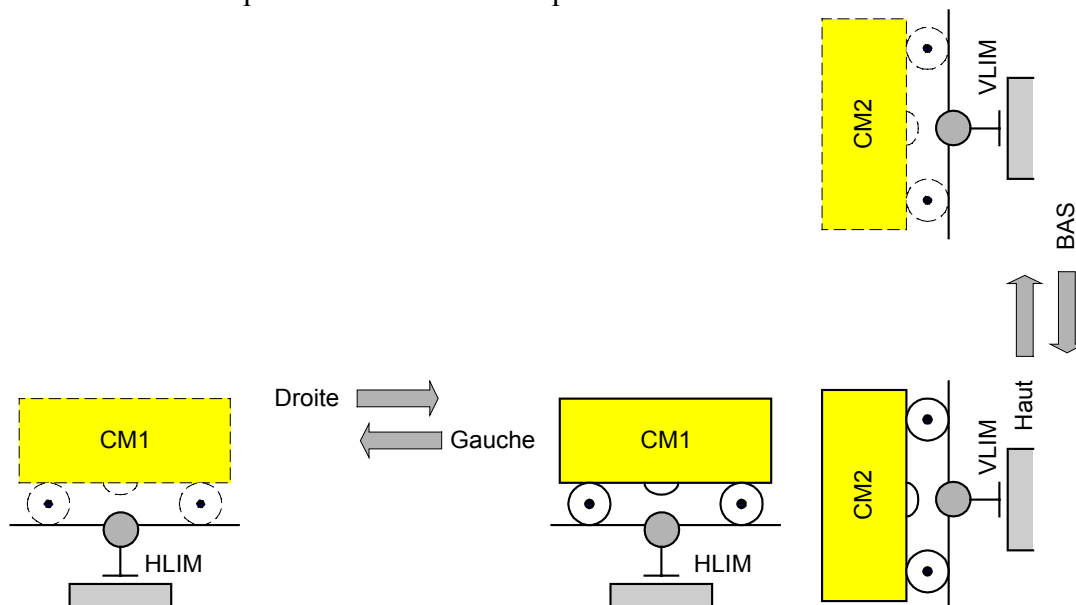 CM2
VLIM
BAS
Droite
Gauche
Haut
CM1
CM1
CM2
VLIM
HLIM
HLIM